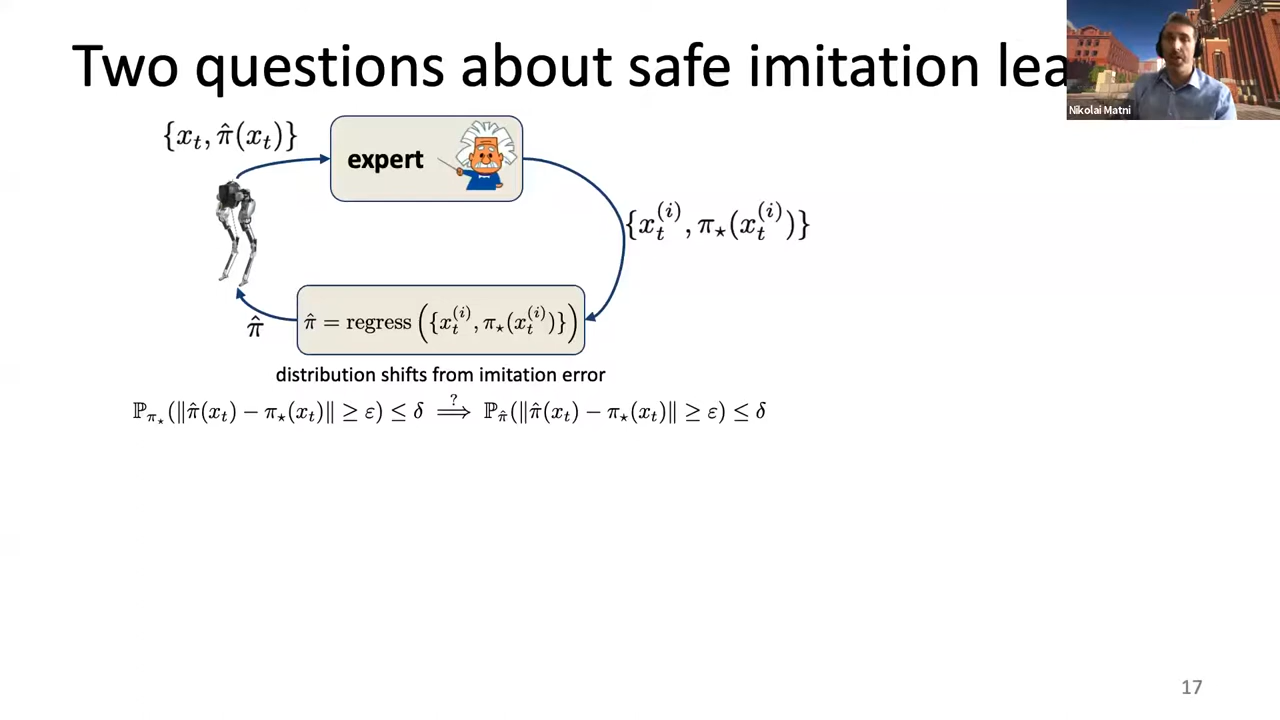 Two questions about safe imitation lea
Nikolai Matni
{x_t, π̂(x_t)}
expert
{x_t^{(i)}, π_⋆(x_t^{(i)})}
π̂ = regress ({x_t^{(i)}, π_⋆(x_t^{(i)})})
π̂
distribution shifts from imitation error
ℙ_{π_⋆}(‖π̂(x_t) − π_⋆(x_t)‖ ≥ ε) ≤ δ ⟹^? ℙ_{π̂}(‖π̂(x_t) − π_⋆(x_t)‖ ≥ ε) ≤ δ
17